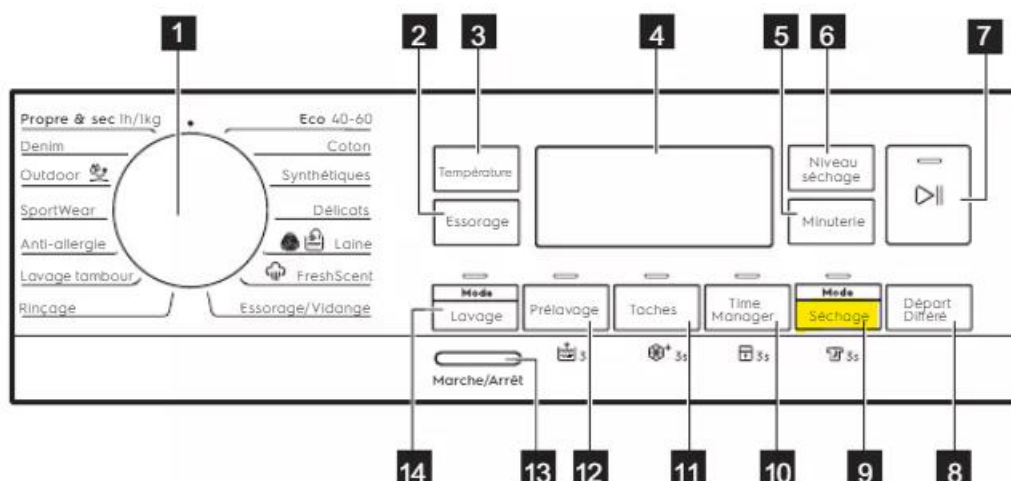 1
2
3
4
5
6
7
Propre & sec 1h/1kg
Denim
Outdoor
SportWear
Anti-allergie
Lavage tambour
Rinçage
Eco 40-60
Coton
Synthétiques
Délicats
Laine
FreshScent
Essorage/Vidange
Température
Essorage
Niveau
séchage
Minuterie
Mode
Lavage
Prélavage
Taches
Time
Manager
Mode
Séchage
Départ
Différé
3
3s
3s
3s
Marche/Arrêt
14
13
12
11
10
9
8